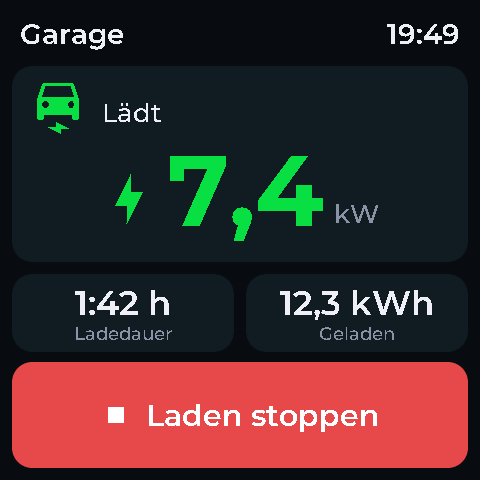 Garage 19:49
Lädt
7,4 kW
1:42 h 12,3 kWh
Ladedauer Geladen
Laden stoppen